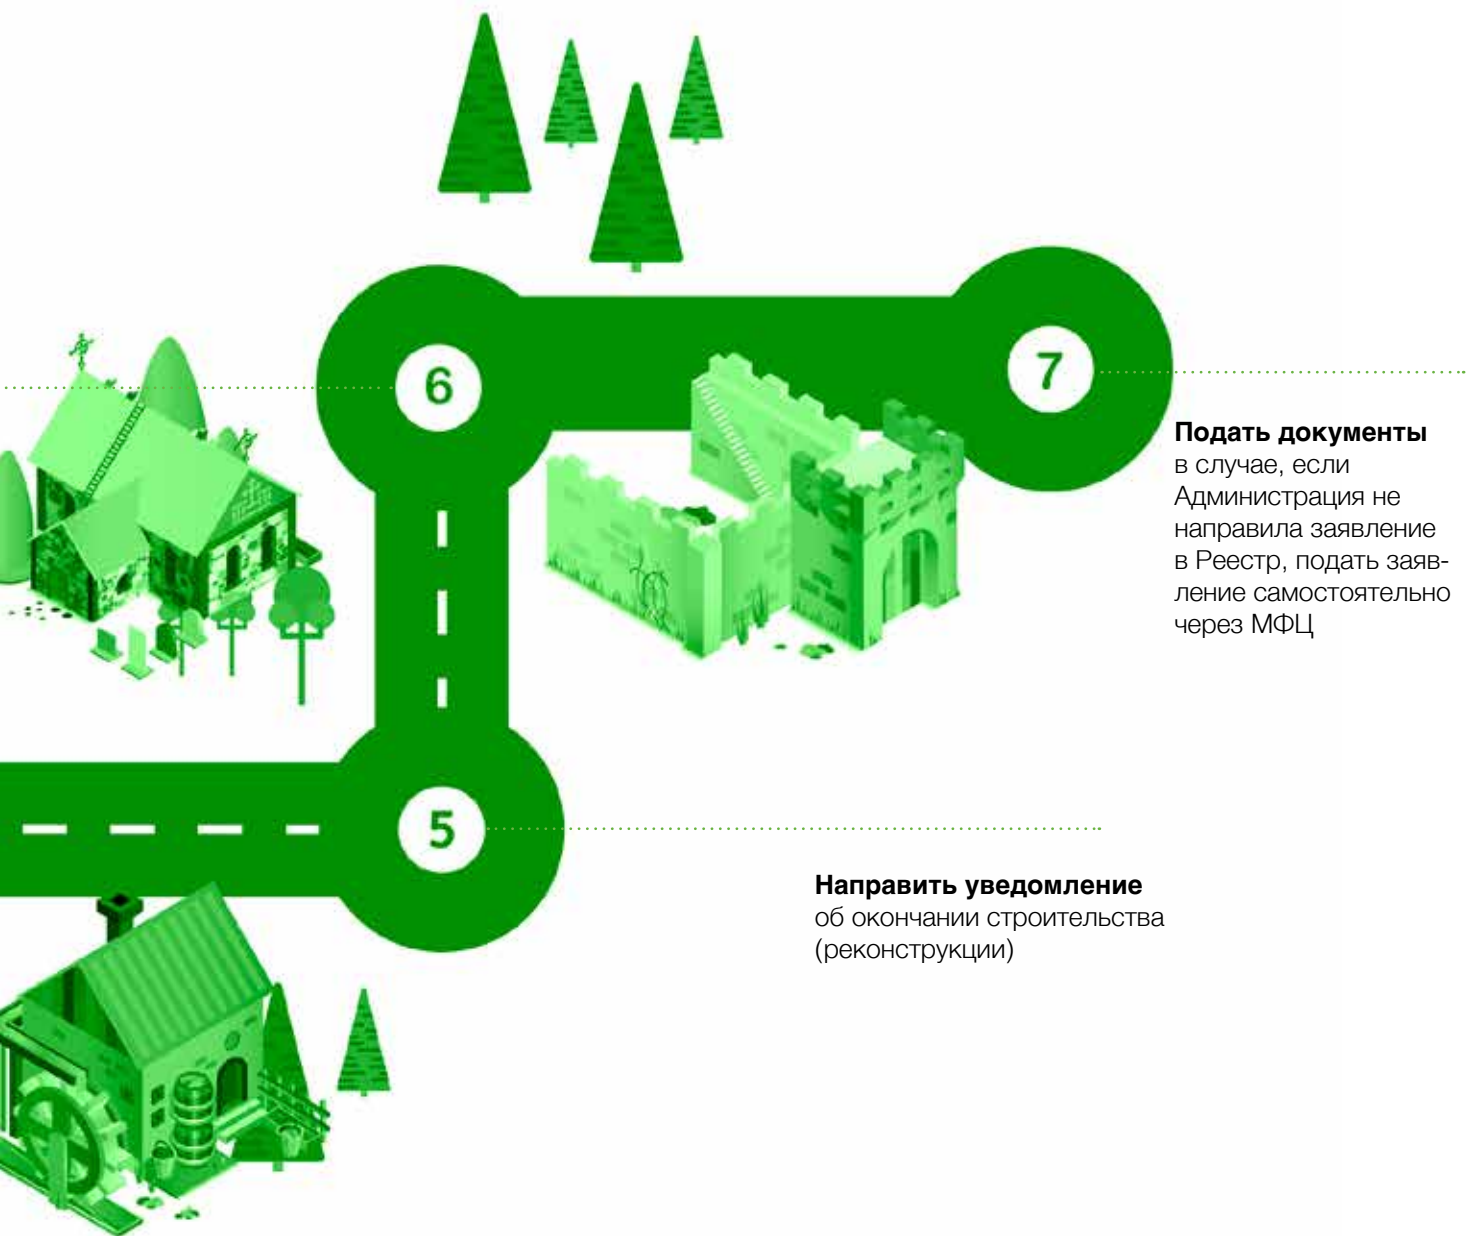 6
7
Подать документы
в случае, если
Администрация не
направила заявление
в Реестр, подать заяв-
ление самостоятельно
через МФЦ
5
Направить уведомление
об окончании строительства
(реконструкции)